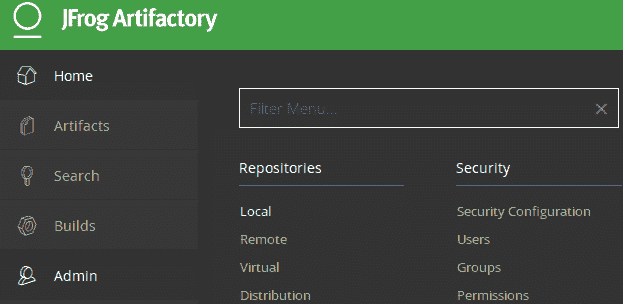 JFrog Artifactory
Home
Artifacts
Search
Builds
Admin
Filter Menu...
Repositories
Local
Remote
Virtual
Distribution
Security
Security Configuration
Users
Groups
Permissions